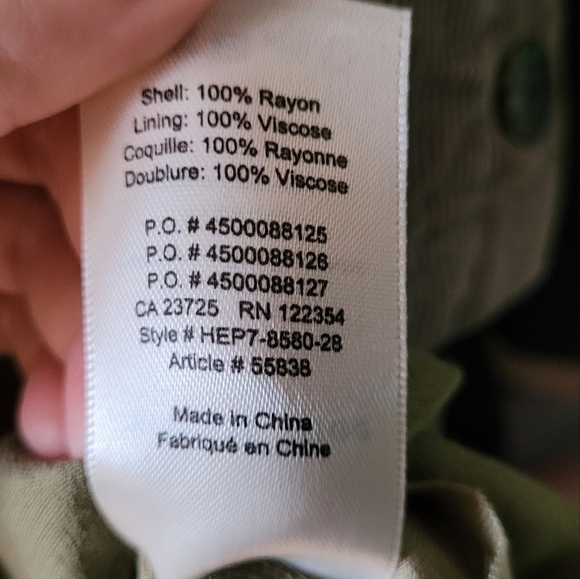 Shell: 100% Rayon
Lining: 100% Viscose
Coquille: 100% Rayonne
Doublure: 100% Viscose
P.O. # 4500088125
P.O. # 4500088126
P.O. # 4500088127
CA 23725 RN 122354
Style # HEP7-8580-28
Article # 55838
Made in China
Fabriqué en Chine